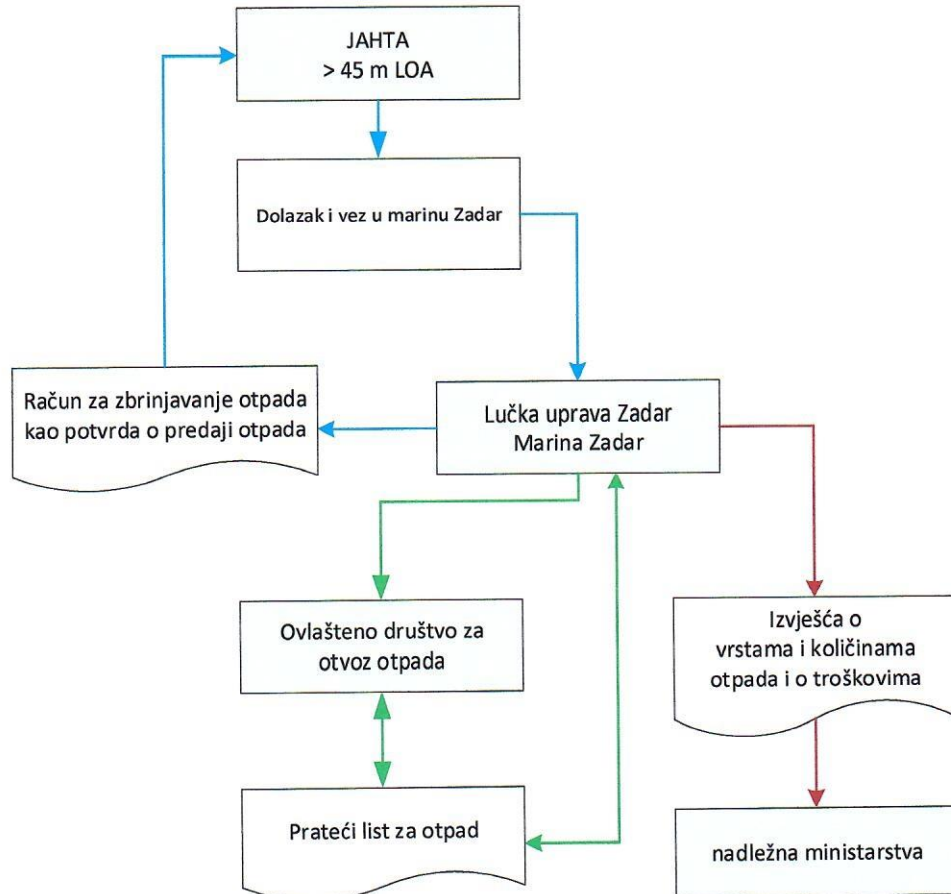 JAHTA
> 45 m LOA
Dolazak i vez u marinu Zadar
Račun za zbrinjavanje otpada
kao potvrda o predaji otpada
Lučka uprava Zadar
Marina Zadar
Ovlašteno društvo za
otvoz otpada
Izvješća o
vrstama i količinama
otpada i o troškovima
Prateći list za otpad
nadležna ministarstva